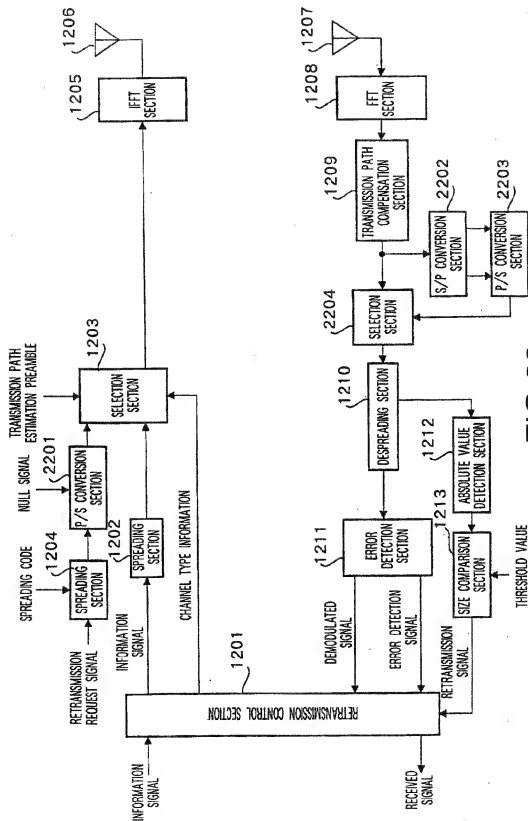 1206
1205
IFFT
SECTION
TRANSMISSION PATH
ESTIMATION PREAMBLE
1203
SELECTION
SECTION
NULL SIGNAL
2201
P/S CONVERSION
SECTION
SPREADING CODE
1204
SPREADING
SECTION
RETRANSMISSION
REQUEST SIGNAL
1202
SPREADING
SECTION
INFORMATION
SIGNAL
CHANNEL TYPE INFORMATION
1201
RETRANSMISSION CONTROL SECTION
INFORMATION
SIGNAL
RECEIVED
SIGNAL
1207
1208
FFT
SECTION
1209
TRANSMISSION PATH
COMPENSATION
SECTION
2202
S/P CONVERSION
SECTION
2203
P/S CONVERSION
SECTION
2204
SELECTION
SECTION
1210
DESPREADING SECTION
1211
ERROR
DETECTION
SECTION
1212
ABSOLUTE VALUE
DETECTION SECTION
1213
SIZE COMPARISON
SECTION
THRESHOLD VALUE
DEMODULATED
SIGNAL
ERROR DETECTION
SIGNAL
RETRANSMISSION
SIGNAL